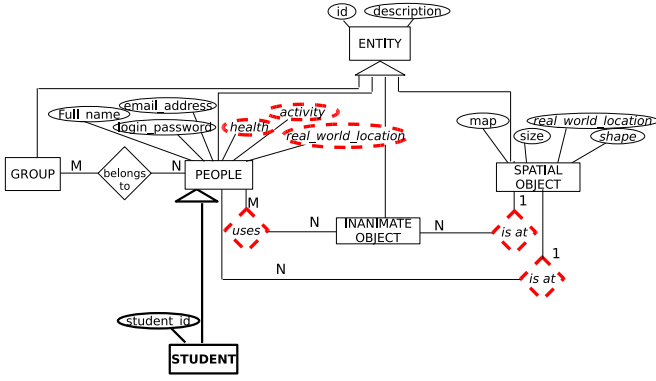 id
description
ENTITY
email_address
Full_name
activity
login_password
health
real_world_location
map
real_world_location
size
shape
GROUP
M
belongs
to
N
PEOPLE
SPATIAL
OBJECT
M
1
uses
N
INANIMATE
OBJECT
N
is at
1
N
is at
student_id
STUDENT